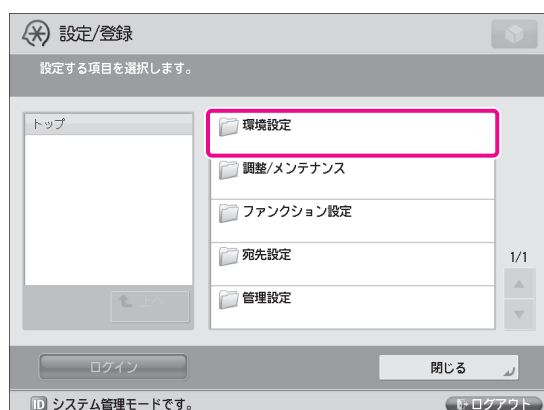 設定/登録
設定する項目を選択します。
トップ
環境設定
調整/メンテナンス
ファンクション設定
宛先設定
1/1
管理設定
上へ
ログイン
閉じる
ID システム管理モードです。
ログアウト